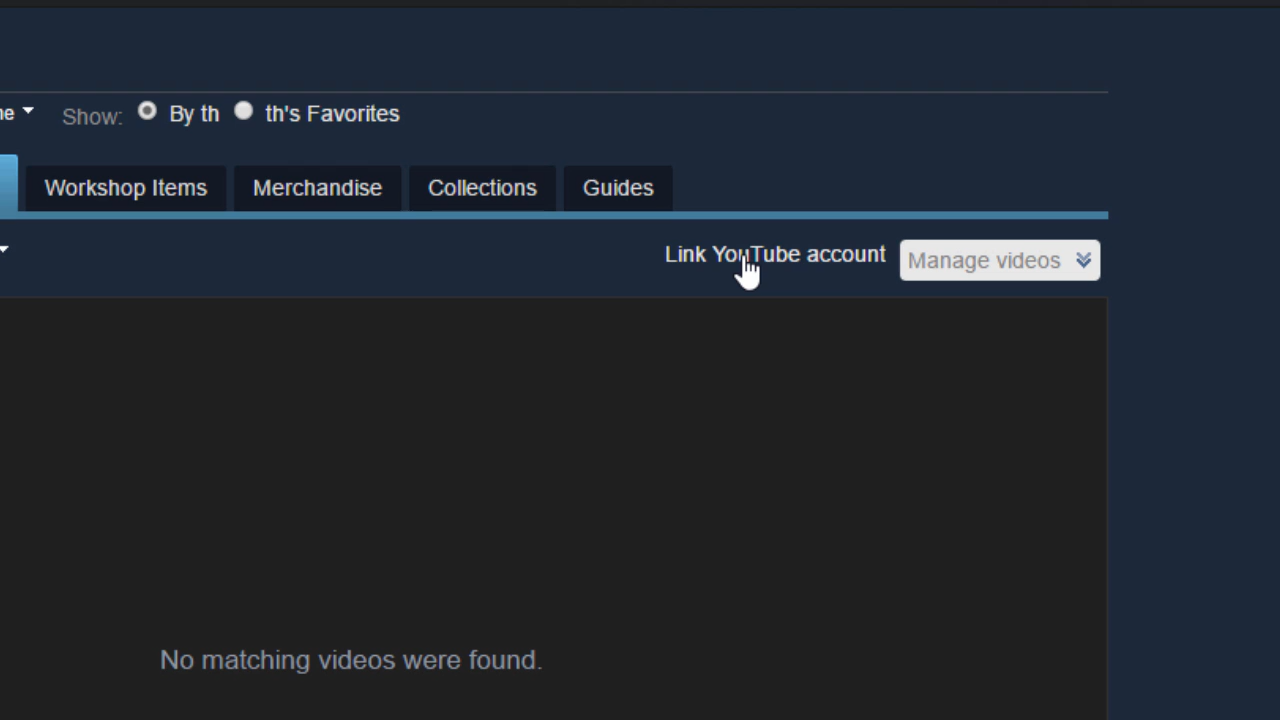 Show: By th th's Favorites
Workshop Items Merchandise Collections Guides
Link YouTube account Manage videos
No matching videos were found.